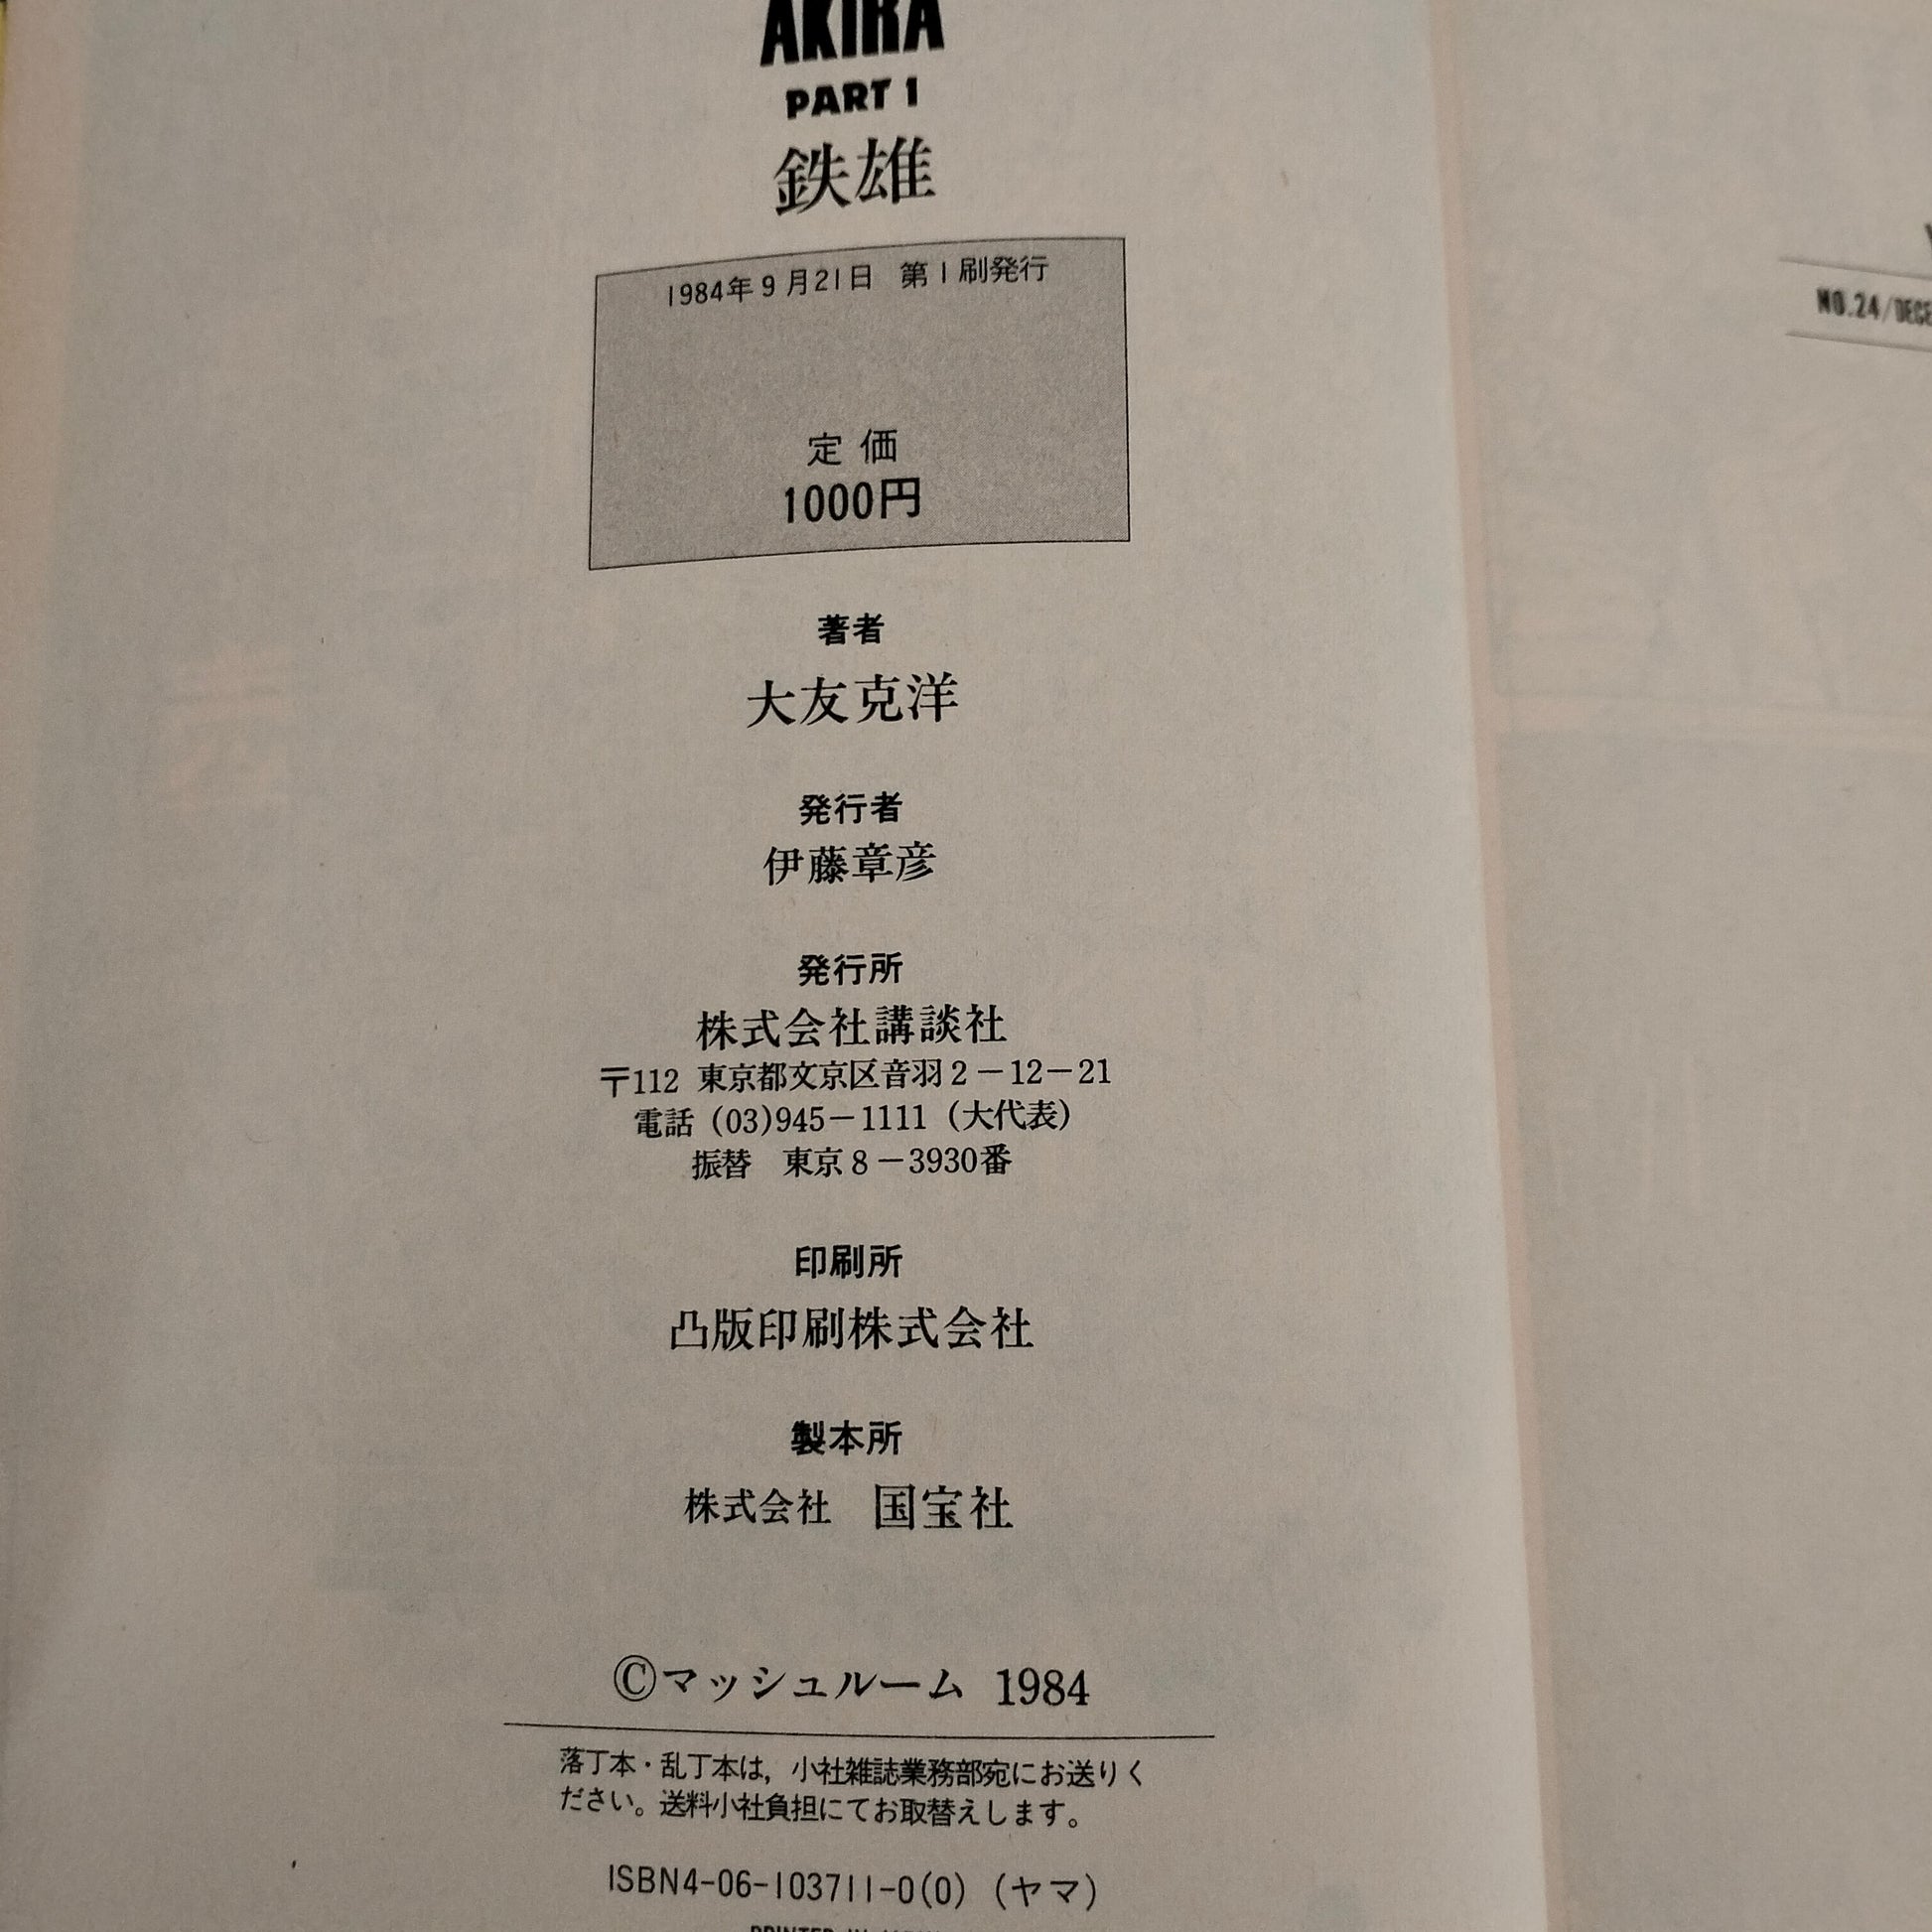 AKIRA
PART 1
鉄雄
1984年9月21日 第1刷発行
定価
1000円
著者
大友克洋
発行者
伊藤章彦
発行所
株式会社講談社
〒112 東京都文京区音羽2-12-21
電話 (03)945-1111 (大代表)
振替 東京8-3930番
印刷所
凸版印刷株式会社
製本所
株式会社 国宝社
©マッシュルーム 1984
落丁本・乱丁本は,小社雑誌業務部宛にお送りく
ださい。送料小社負担にてお取替えします。
ISBN4-06-103711-0(0) (ヤマ)
PRINTED IN
NO.24/DECE